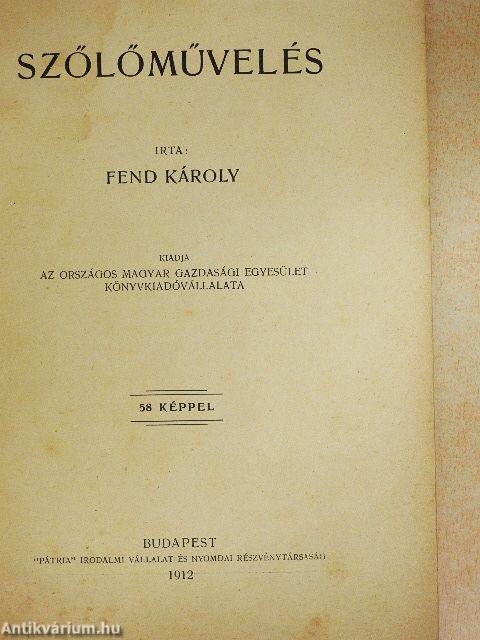 SZŐLŐMŰVELÉS
IRTA:
FEND KÁROLY
KIADJA
AZ ORSZÁGOS MAGYAR GAZDASÁGI EGYESÜLET
KÖNYVKIADÓVÁLLALATA
58 KÉPPEL
BUDAPEST
"PÁTRIA" IRODALMI VÁLLALAT ÉS NYOMDAI RÉSZVÉNYTÁRSASÁG
1912
Antikvárium.hu